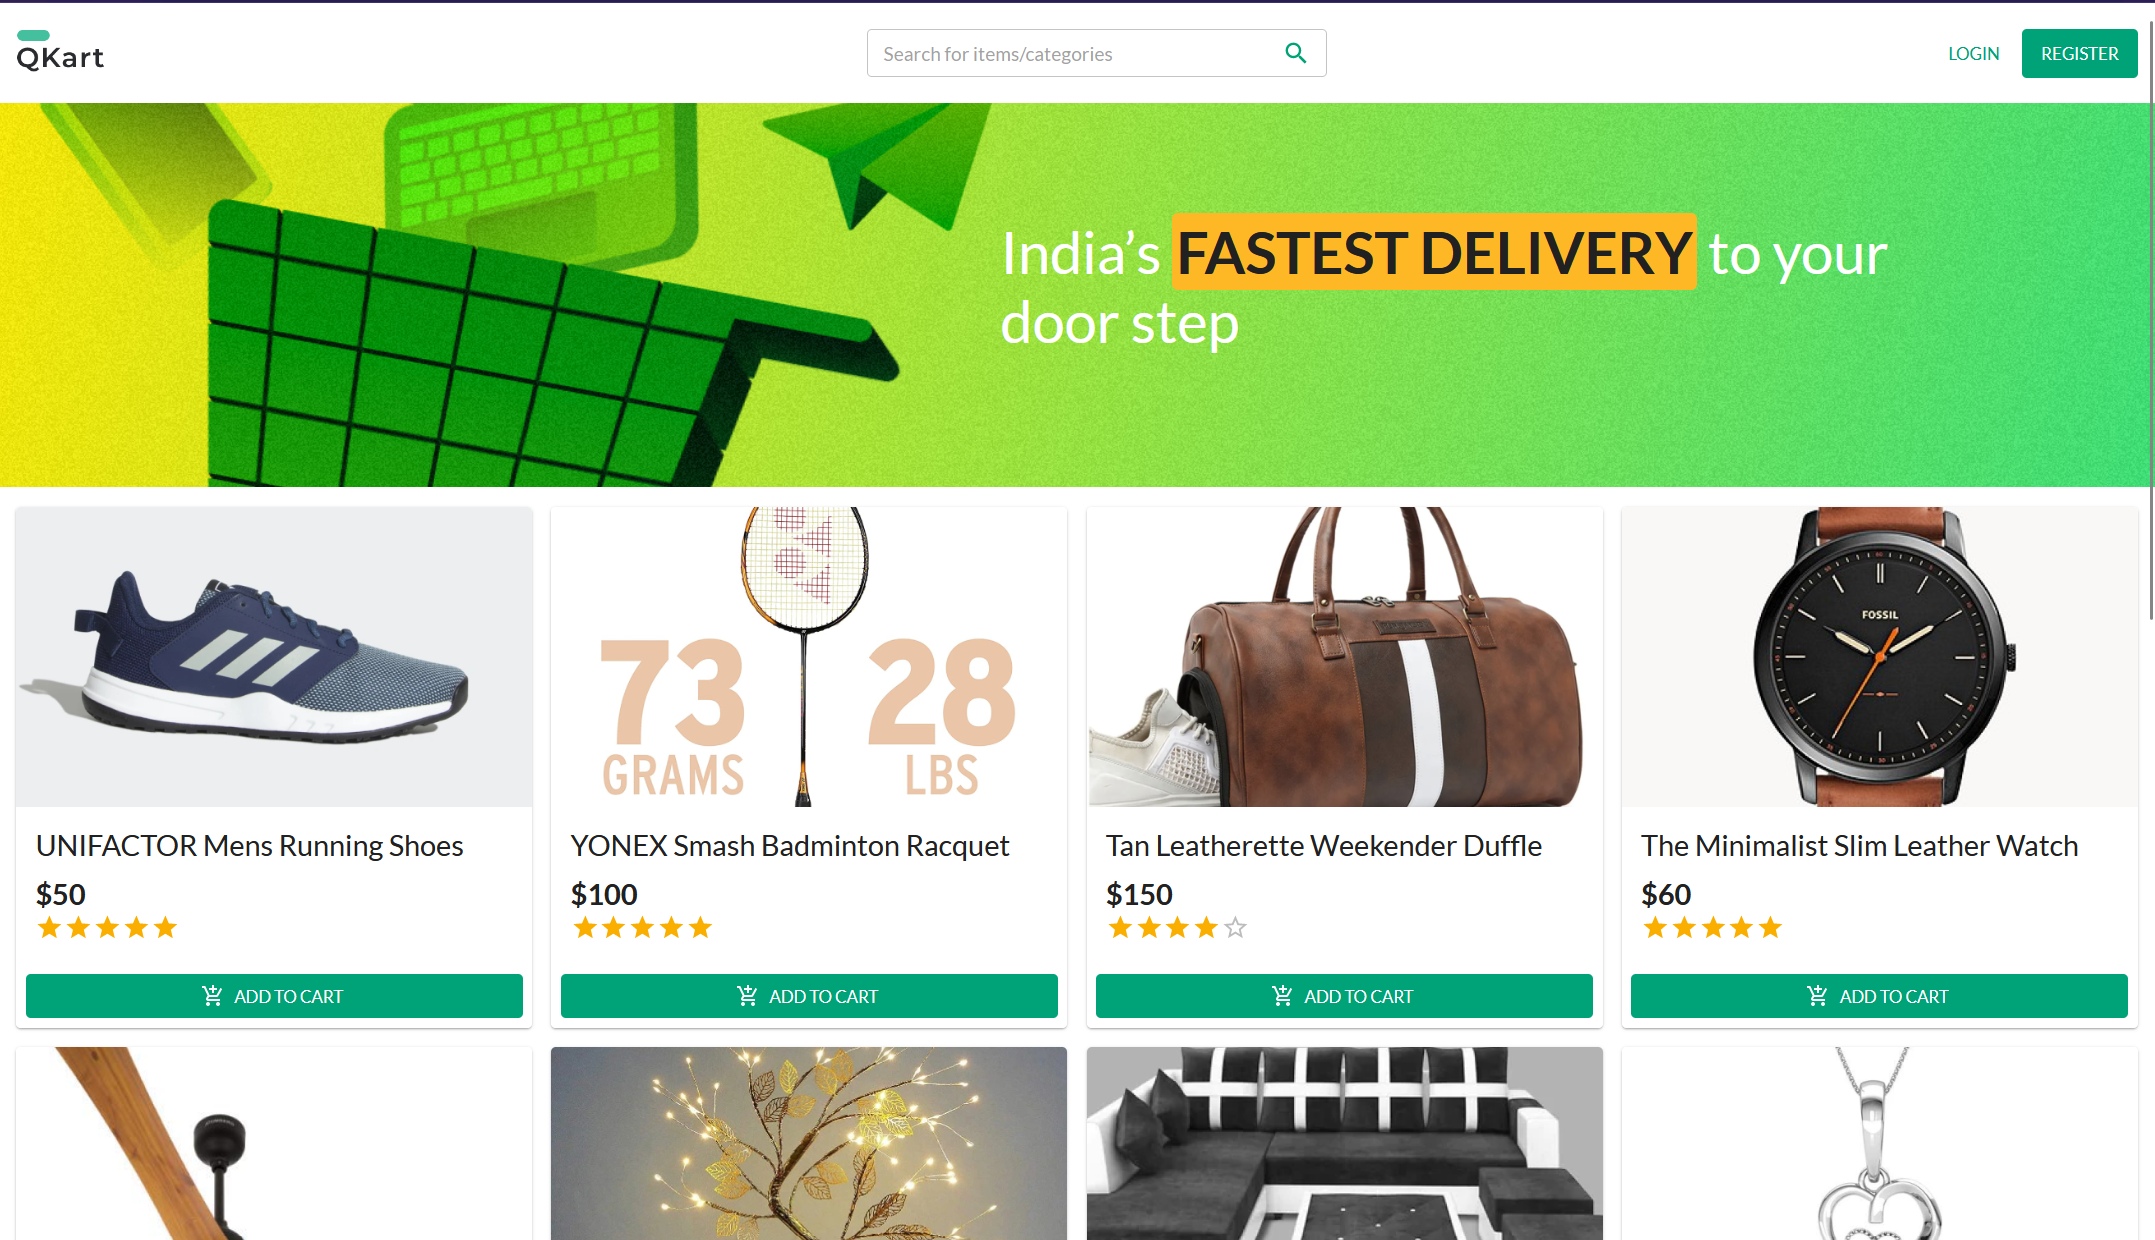 QKart
Search for items/categories
LOGIN
REGISTER
India’s FASTEST DELIVERY to your
door step
73
GRAMS
28
LBS
FOSSIL
UNIFACTOR Mens Running Shoes
$50
ADD TO CART
YONEX Smash Badminton Racquet
$100
ADD TO CART
Tan Leatherette Weekender Duffle
$150
ADD TO CART
The Minimalist Slim Leather Watch
$60
ADD TO CART